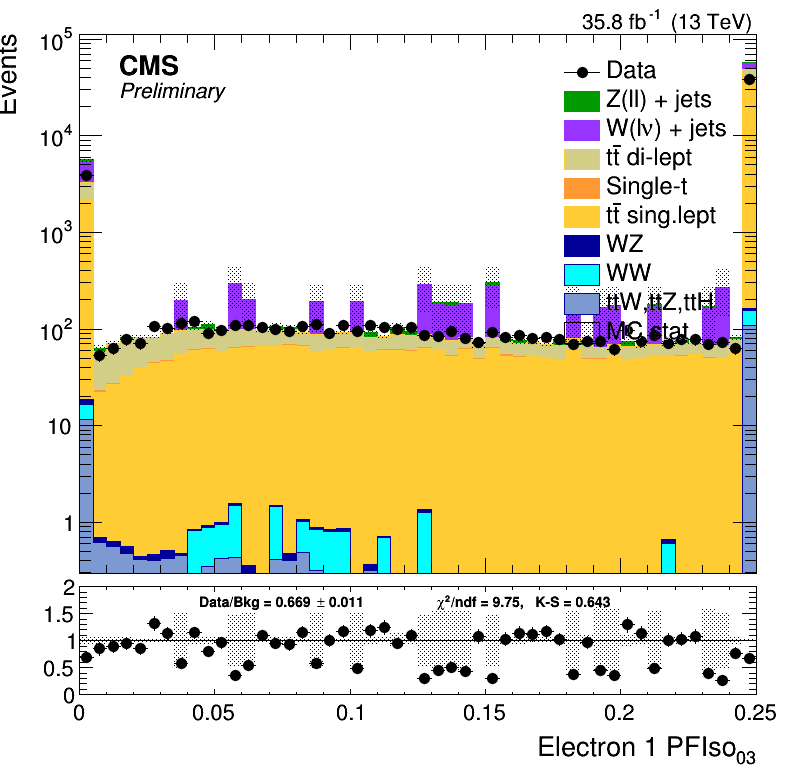 35.8 fb⁻¹ (13 TeV)
Events
CMS
Preliminary
Data
Z(ll) + jets
W(lν) + jets
tt̄ di-lept
Single-t
tt̄ sing.lept
WZ
WW
ttW,ttZ,ttH
MC stat
10⁵
10⁴
10³
10²
10
1
2
1.5
1
0.5
0
Data/Bkg = 0.669 ± 0.011
χ²/ndf = 9.75, K-S = 0.643
0 0.05 0.1 0.15 0.2 0.25
Electron 1 PFIso₀₃